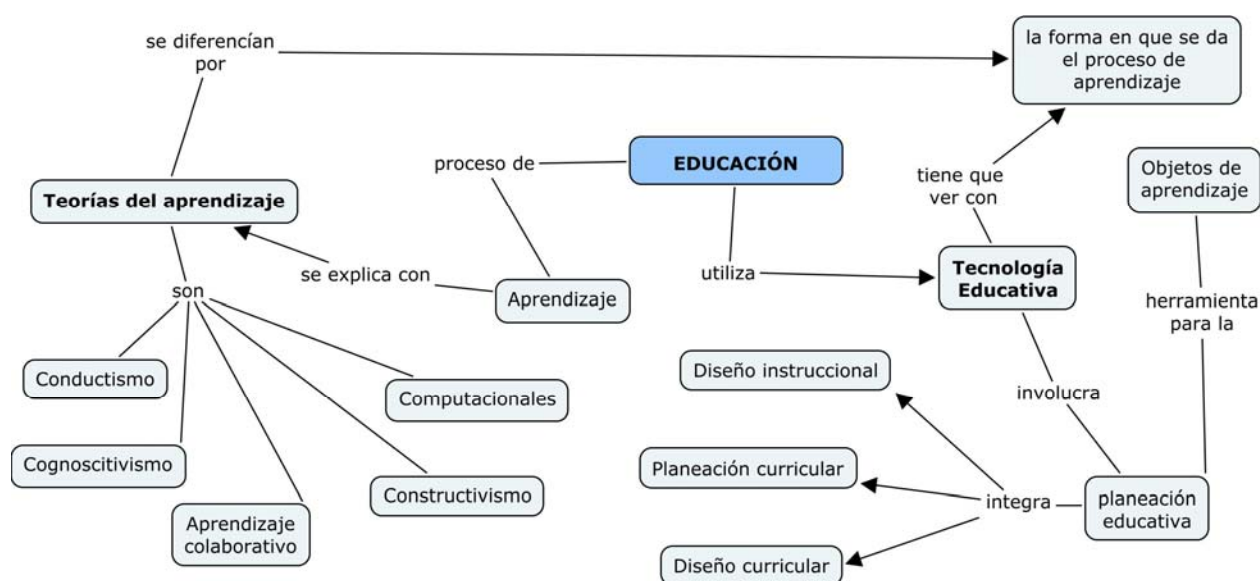 se diferencían
por
la forma en que se da
el proceso de
aprendizaje
proceso de
EDUCACIÓN
tiene que
ver con
Objetos de
aprendizaje
Teorías del aprendizaje
se explica con
Aprendizaje
utiliza
Tecnología
Educativa
son
herramienta
para la
Conductismo
Computacionales
Diseño instruccional
involucra
Cognoscitivismo
Constructivismo
Planeación curricular
integra
planeación
educativa
Aprendizaje
colaborativo
Diseño curricular